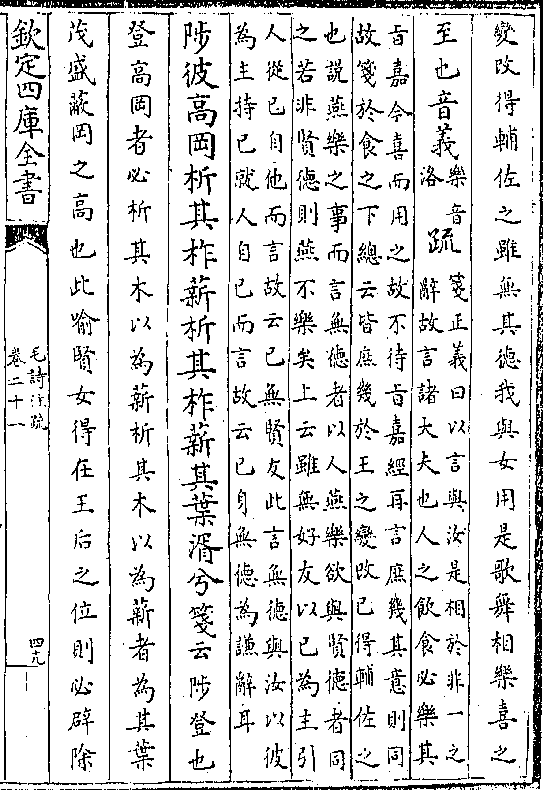 變改得輔佐之雖無其德我與女用是歌舞相樂喜之
至也音義樂音洛疏箋正義曰以言與汝是相於非一之
辭故言諸大夫也人之飲食必樂其
旨嘉今喜而用之故不待旨嘉經再言庶幾其意則同
故箋於食之下總云皆庶幾於王之變改已得輔佐之
也說燕樂之事而言無德者以人燕樂欲與賢德者同
之若非賢德則燕不樂矣上云雖無好友以已為主引
人從已自他而言故云已無賢友此言無德與汝以彼
為主持已就人自已而言故云已身無德為謙辭耳
陟彼高岡析其柞薪析其柞薪其葉湑兮箋云陟登也
登高岡者必析其木以為薪析其木以為薪者為其葉
茂盛蔽岡之高也此喻賢女得在王后之位則必辟除
欽定四庫全書
毛詩注疏
卷二十一
四九